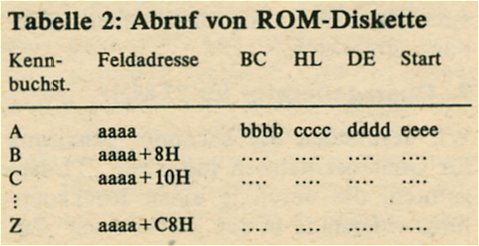 Tabelle 2: Abruf von ROM-Diskette
Kenn- Feldadresse BC HL DE Start
buchst.
A aaaa bbbb cccc dddd eeee
B aaaa+8H .... .... .... ....
C aaaa+10H .... .... .... ....
⋮
Z aaaa+C8H .... .... .... ....